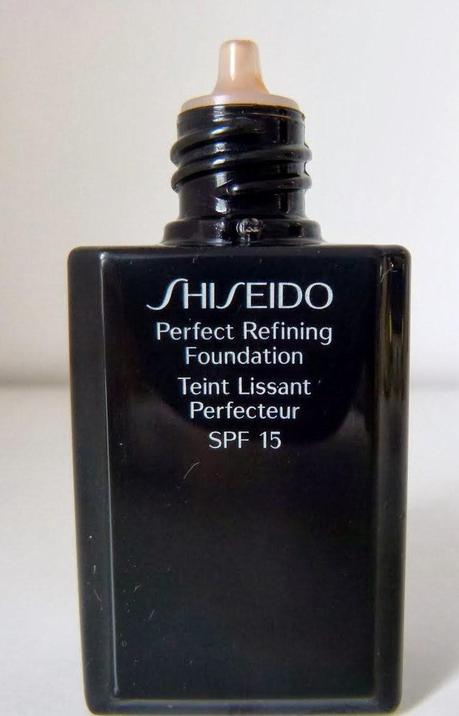 SHISEIDO
Perfect Refining
Foundation
Teint Lissant
Perfecteur
SPF 15